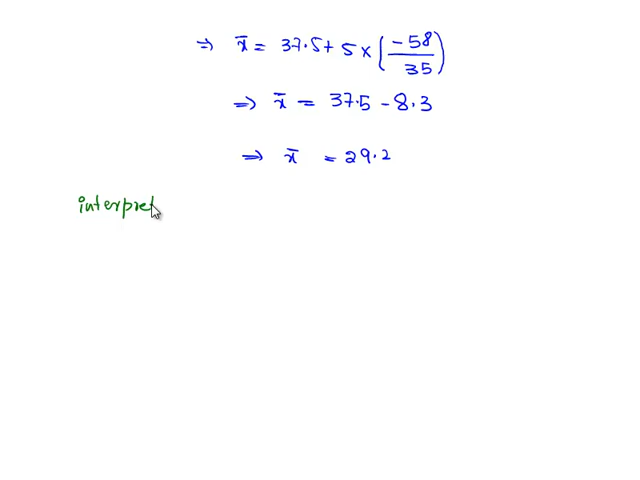 ⇒ x̄ = 37.5 + 5 × (-58/35)
⇒ x̄ = 37.5 - 8.3
⇒ x̄ = 29.2
interpret